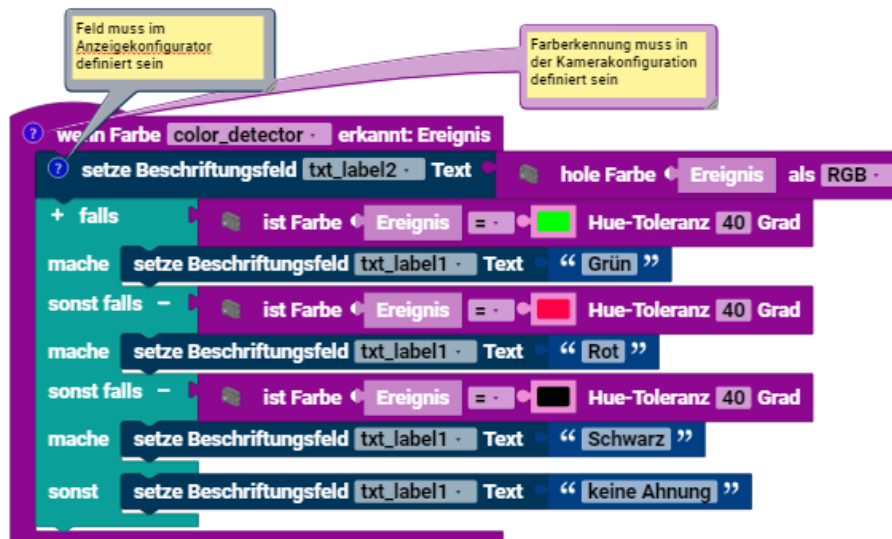 Feld muss im
Anzeigekonfigurator
definiert sein
Farberkennung muss in
der Kamerakonfiguration
definiert sein
? wenn Farbe color_detector erkannt: Ereignis
? setze Beschriftungsfeld txt_label2 Text hole Farbe Ereignis als RGB
+ falls ist Farbe Ereignis = Hue-Toleranz 40 Grad
mache setze Beschriftungsfeld txt_label1 Text “ Grün ”
sonst falls – ist Farbe Ereignis = Hue-Toleranz 40 Grad
mache setze Beschriftungsfeld txt_label1 Text “ Rot ”
sonst falls – ist Farbe Ereignis = Hue-Toleranz 40 Grad
mache setze Beschriftungsfeld txt_label1 Text “ Schwarz ”
sonst setze Beschriftungsfeld txt_label1 Text “ keine Ahnung ”